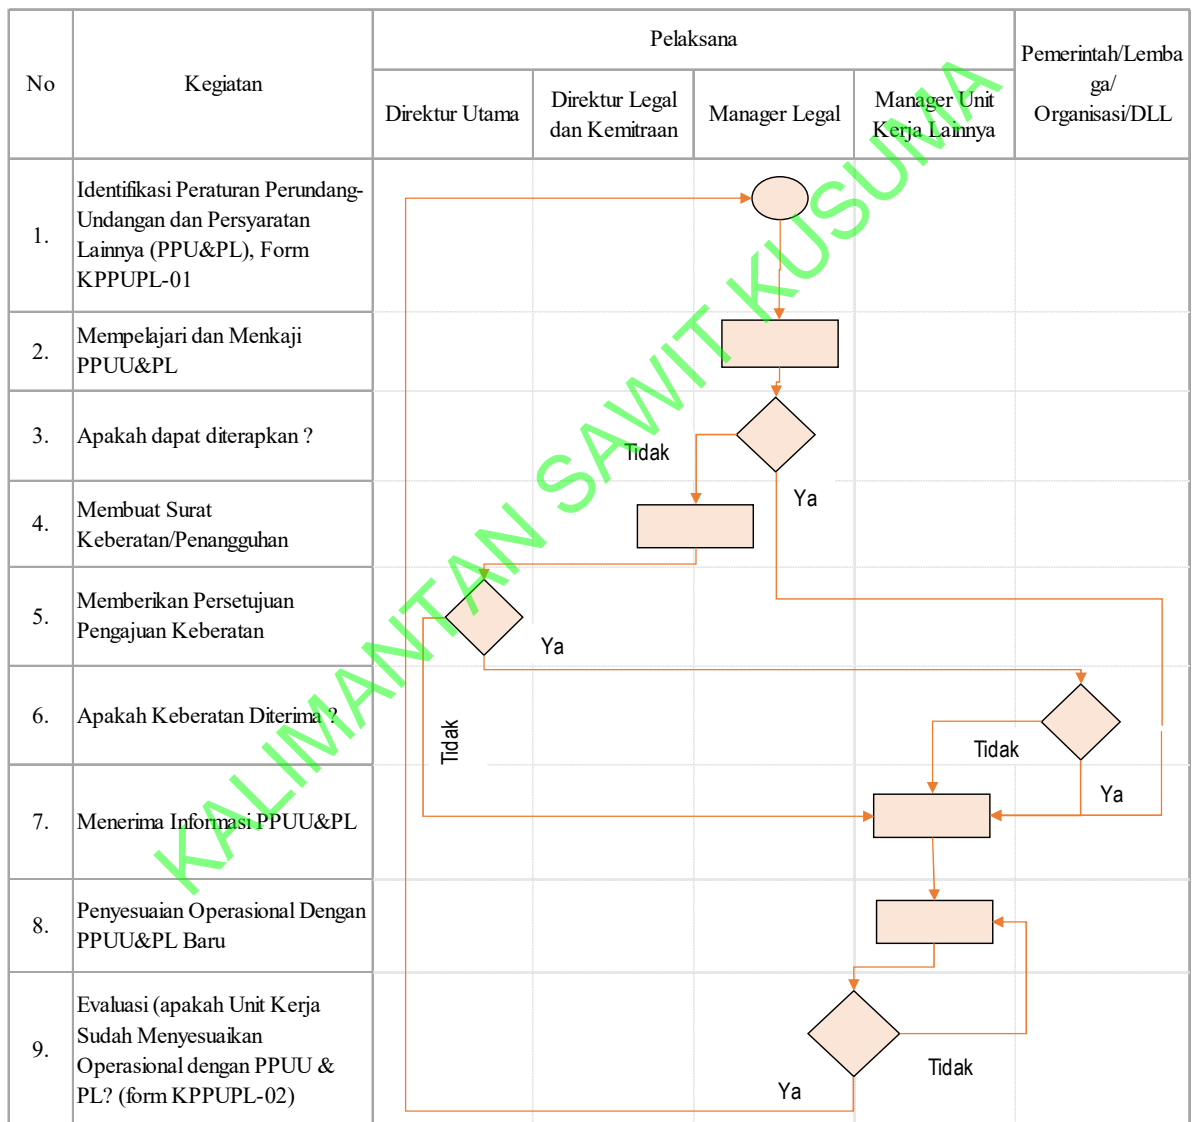 No
Kegiatan
Pelaksana
Pemerintah/Lemba
ga/
Organisasi/DLL
Direktur Utama
Direktur Legal
dan Kemitraan
Manager Legal
Manager Unit
Kerja Lainnya
1.
Identifikasi Peraturan Perundang-
Undangan dan Persyaratan
Lainnya (PPU&PL), Form
KPPUPL-01
2.
Mempelajari dan Menkaji
PPUU&PL
3.
Apakah dapat diterapkan ?
Tidak
Ya
4.
Membuat Surat
Keberatan/Penangguhan
5.
Memberikan Persetujuan
Pengajuan Keberatan
Ya
Tidak
6.
Apakah Keberatan Diterima ?
Tidak
Ya
7.
Menerima Informasi PPUU&PL
8.
Penyesuaian Operasional Dengan
PPUU&PL Baru
9.
Evaluasi (apakah Unit Kerja
Sudah Menyesuaikan
Operasional dengan PPUU &
PL? (form KPPUPL-02)
Tidak
Ya
KALIMANTAN SAWIT KUSUMA